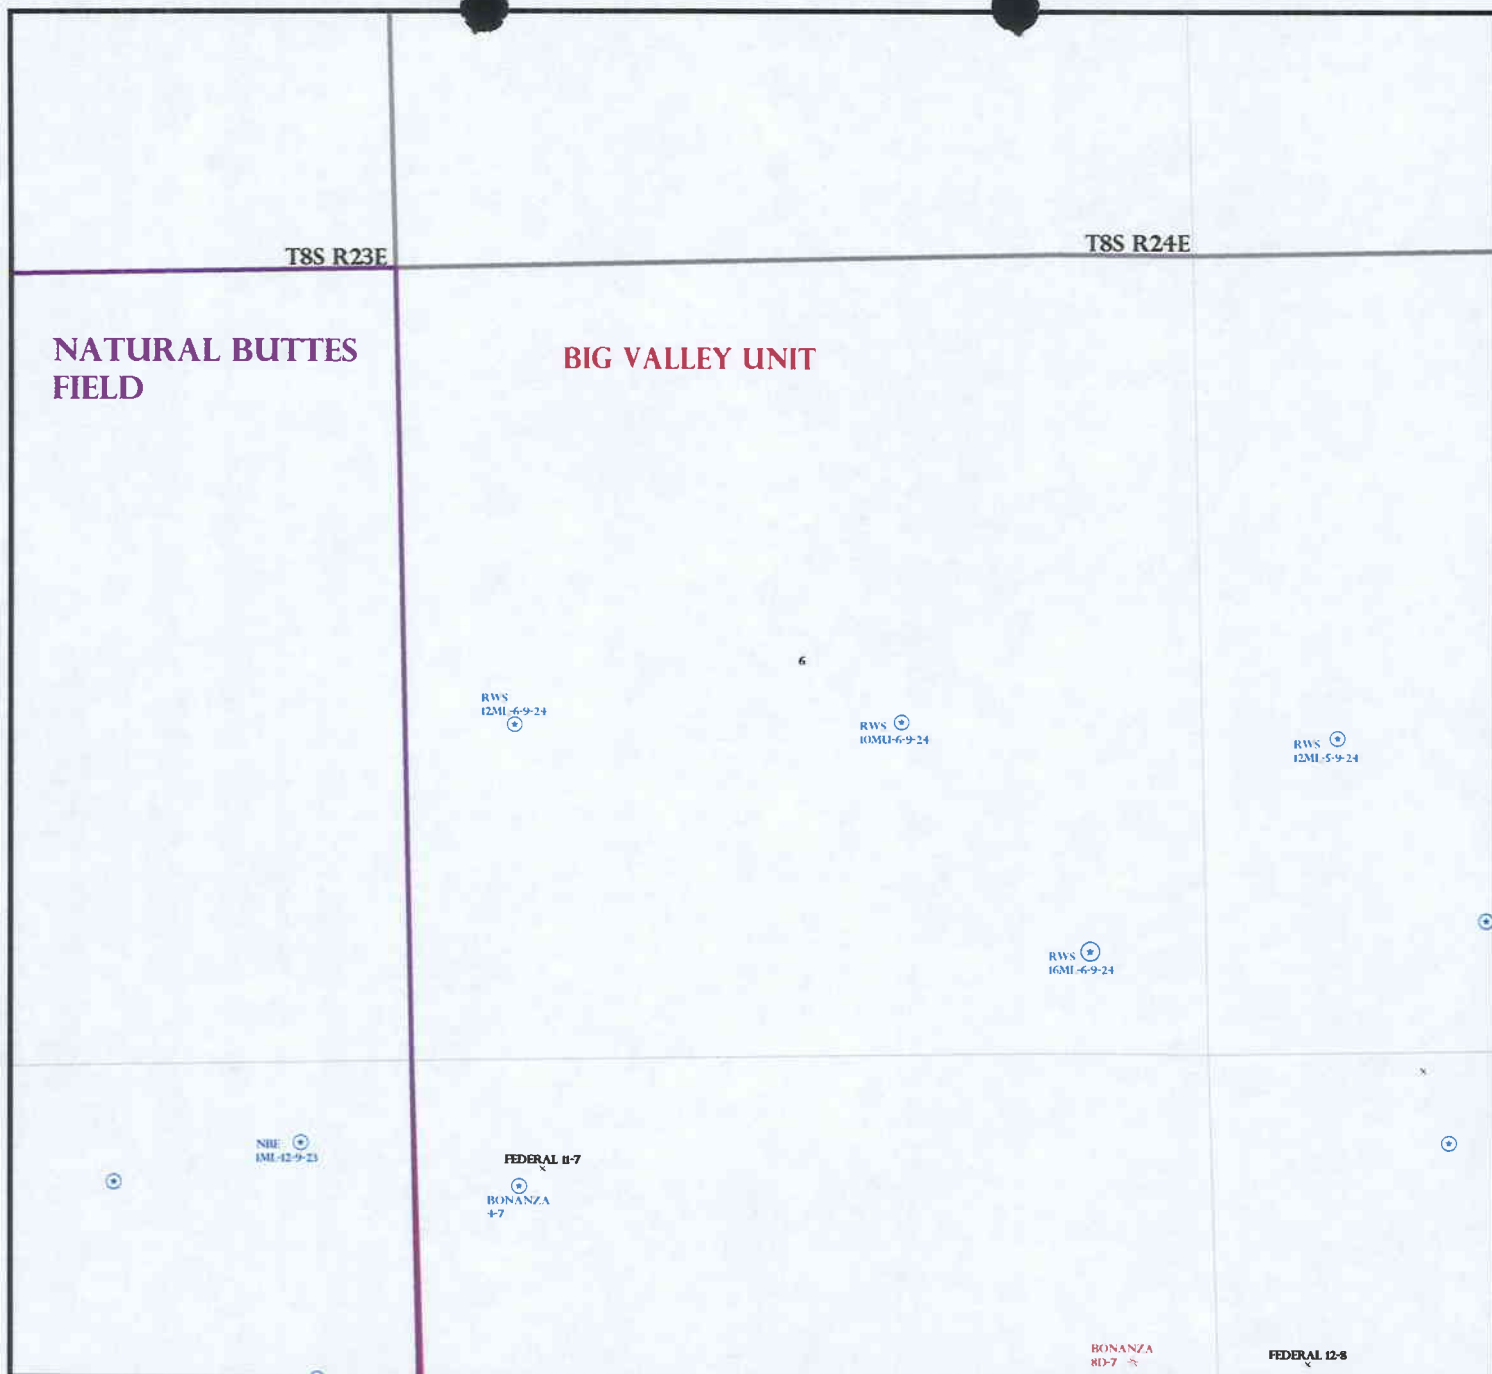 T8S R23E
T8S R24E
NATURAL BUTTES
FIELD
BIG VALLEY UNIT
6
RWS
12ML-6-9-24
RWS
10MU-6-9-24
RWS
12ML-5-9-24
RWS
16ML-6-9-24
NBE
1ML-12-9-23
FEDERAL 11-7
BONANZA
4-7
BONANZA
8D-7
FEDERAL 12-8